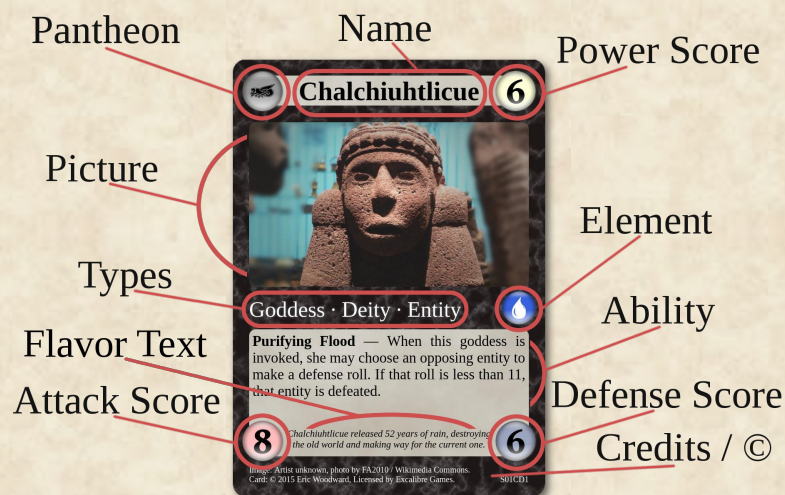 Pantheon
Name
Power Score
Chalchiuhtlicue
6
Picture
Element
Types
Goddess · Deity · Entity
Ability
Purifying Flood — When this goddess is
invoked, she may choose an opposing entity to
make a defense roll. If that roll is less than 11,
that entity is defeated.
Flavor Text
Attack Score
Defense Score
8
Chalchiuhtlicue released 52 years of rain, destroying
the old world and making way for the current one.
6
Credits / ©
Image: Artist unknown, photo by FA2010 / Wikimedia Commons.
Card: © 2015 Eric Woodward. Licensed by Excalibre Games.
S01CD1